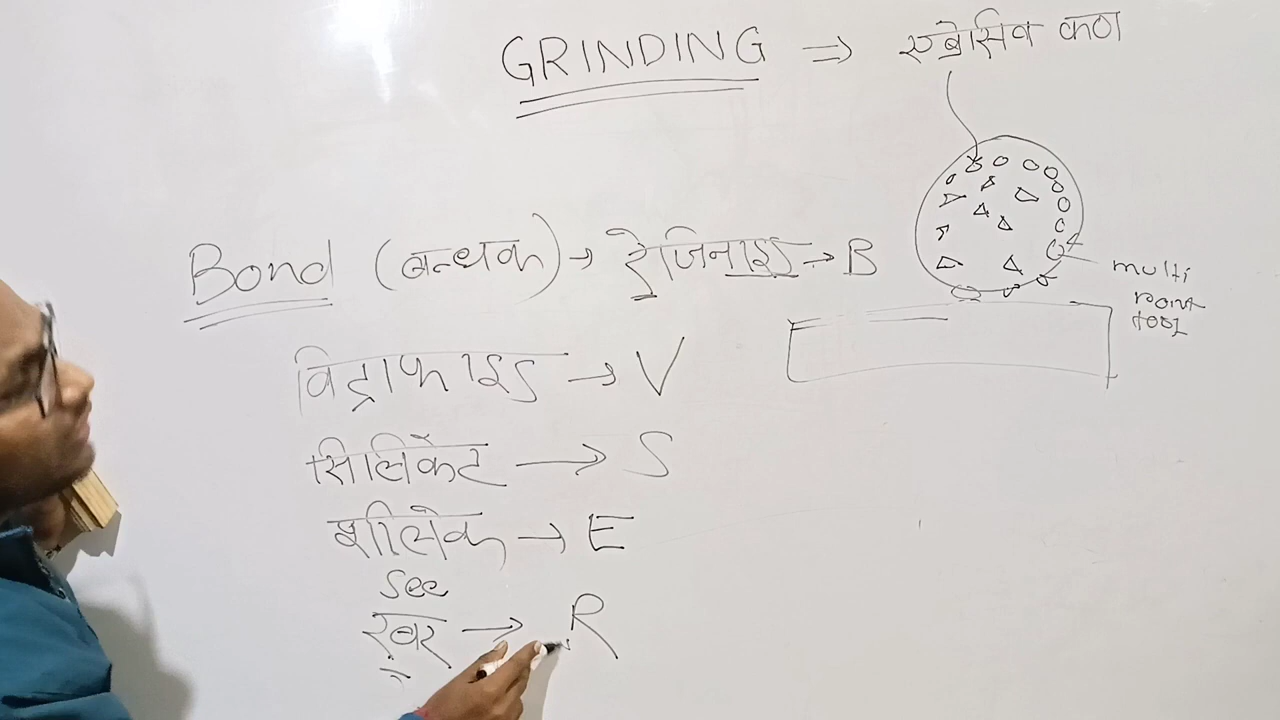 GRINDING ⇒ एब्रेसिव कण
Bond (बन्धक) → रेजिनाइड → B
multi
point
tool
विट्राफाइड → V
सिलिकेट → S
शैलिक → E
See
रबर → R